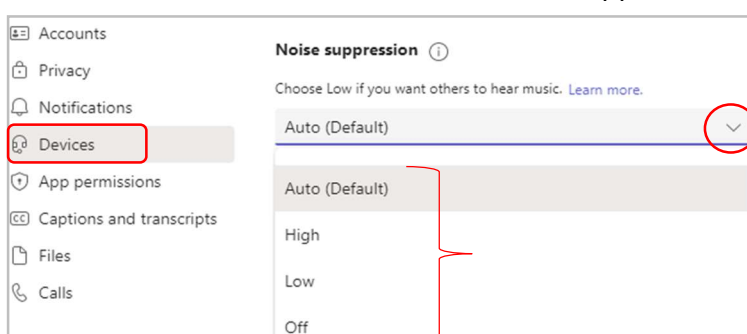 Accounts
Privacy
Notifications
Devices
App permissions
CC Captions and transcripts
Files
Calls
Noise suppression i
Choose Low if you want others to hear music. Learn more.
Auto (Default)
Auto (Default)
High
Low
Off